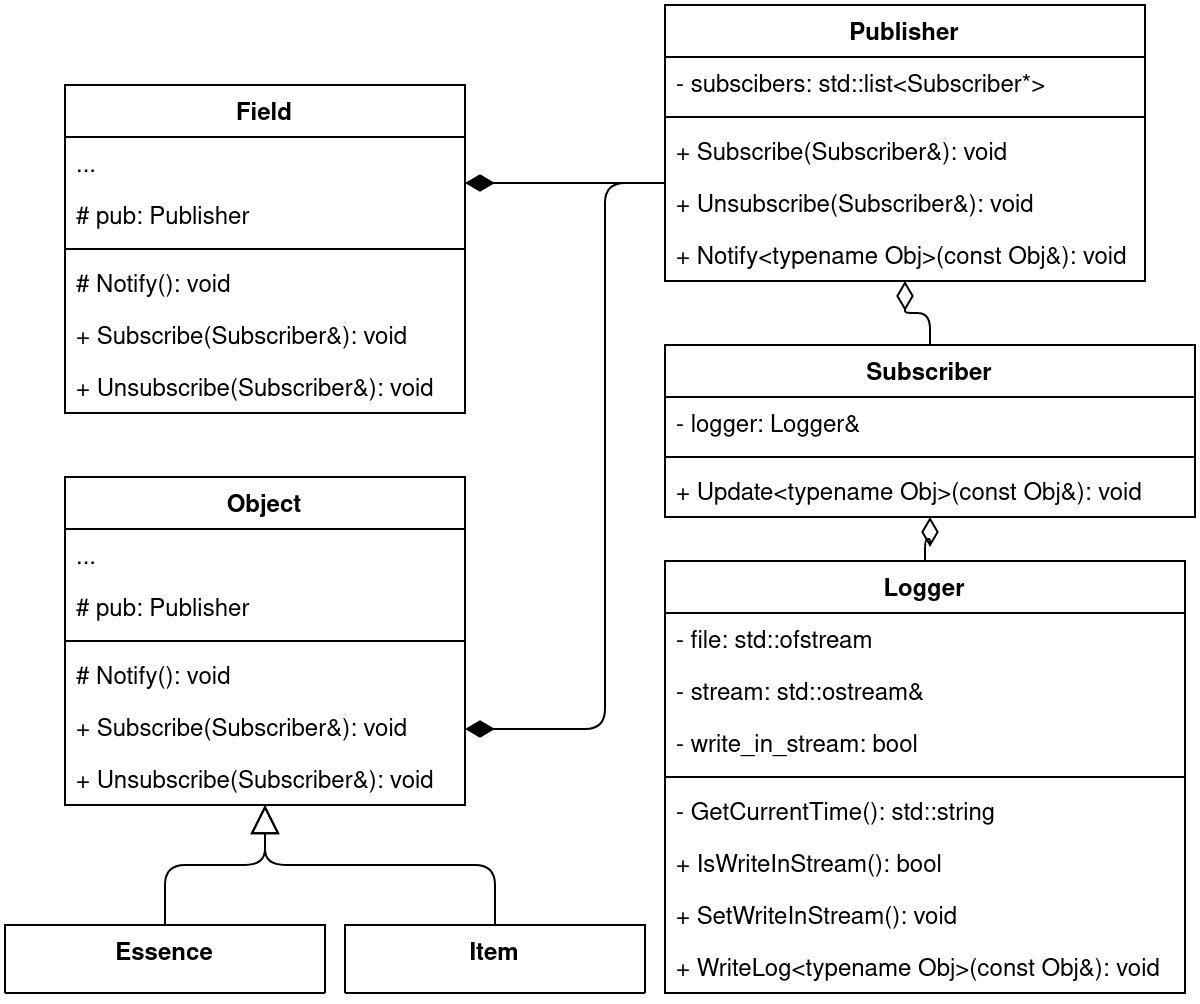 Publisher
- subscibers: std::list<Subscriber*>
+ Subscribe(Subscriber&): void
+ Unsubscribe(Subscriber&): void
+ Notify<typename Obj>(const Obj&): void
Field
...
# pub: Publisher
# Notify(): void
+ Subscribe(Subscriber&): void
+ Unsubscribe(Subscriber&): void
Subscriber
- logger: Logger&
+ Update<typename Obj>(const Obj&): void
Object
...
# pub: Publisher
# Notify(): void
+ Subscribe(Subscriber&): void
+ Unsubscribe(Subscriber&): void
Logger
- file: std::ofstream
- stream: std::ostream&
- write_in_stream: bool
- GetCurrentTime(): std::string
+ IsWriteInStream(): bool
+ SetWriteInStream(): void
+ WriteLog<typename Obj>(const Obj&): void
Essence
Item